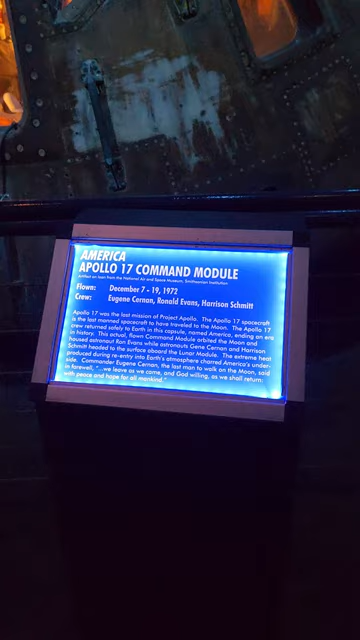 AMERICA
APOLLO 17 COMMAND MODULE
Artifact on loan from the National Air and Space Museum, Smithsonian Institution
Flown: December 7 - 19, 1972
Crew: Eugene Cernan, Ronald Evans, Harrison Schmitt
Apollo 17 was the last mission of Project Apollo. The Apollo 17 spacecraft
is the last manned spacecraft to have traveled to the Moon. The Apollo 17
crew returned safely to Earth in this capsule, named America, ending an era
in history. This actual, flown Command Module orbited the Moon and
housed astronaut Ron Evans while astronauts Gene Cernan and Harrison
Schmitt headed to the surface aboard the Lunar Module. The extreme heat
produced during re-entry into Earth's atmosphere charred America's under-
side. Commander Eugene Cernan, the last man to walk on the Moon, said
in farewell, "...we leave as we came, and God willing, as we shall return:
with peace and hope for all mankind."